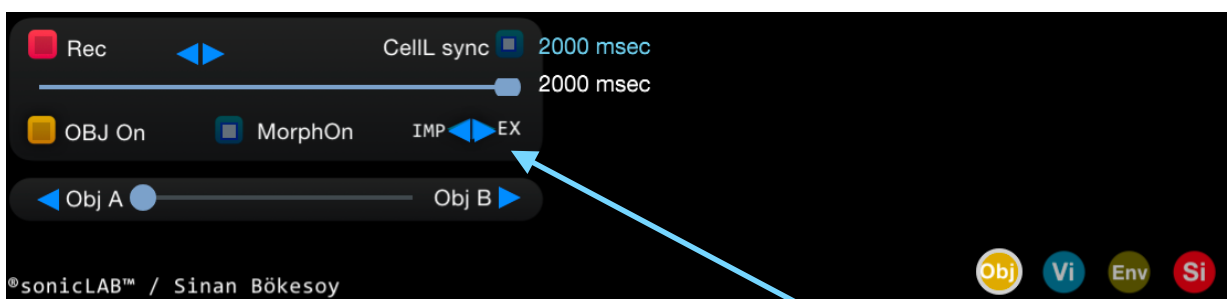 Rec CellL sync 2000 msec
2000 msec
OBJ On MorphOn IMP EX
Obj A Obj B
Obj Vi Env Si
®sonicLAB™ / Sinan Bökesoy